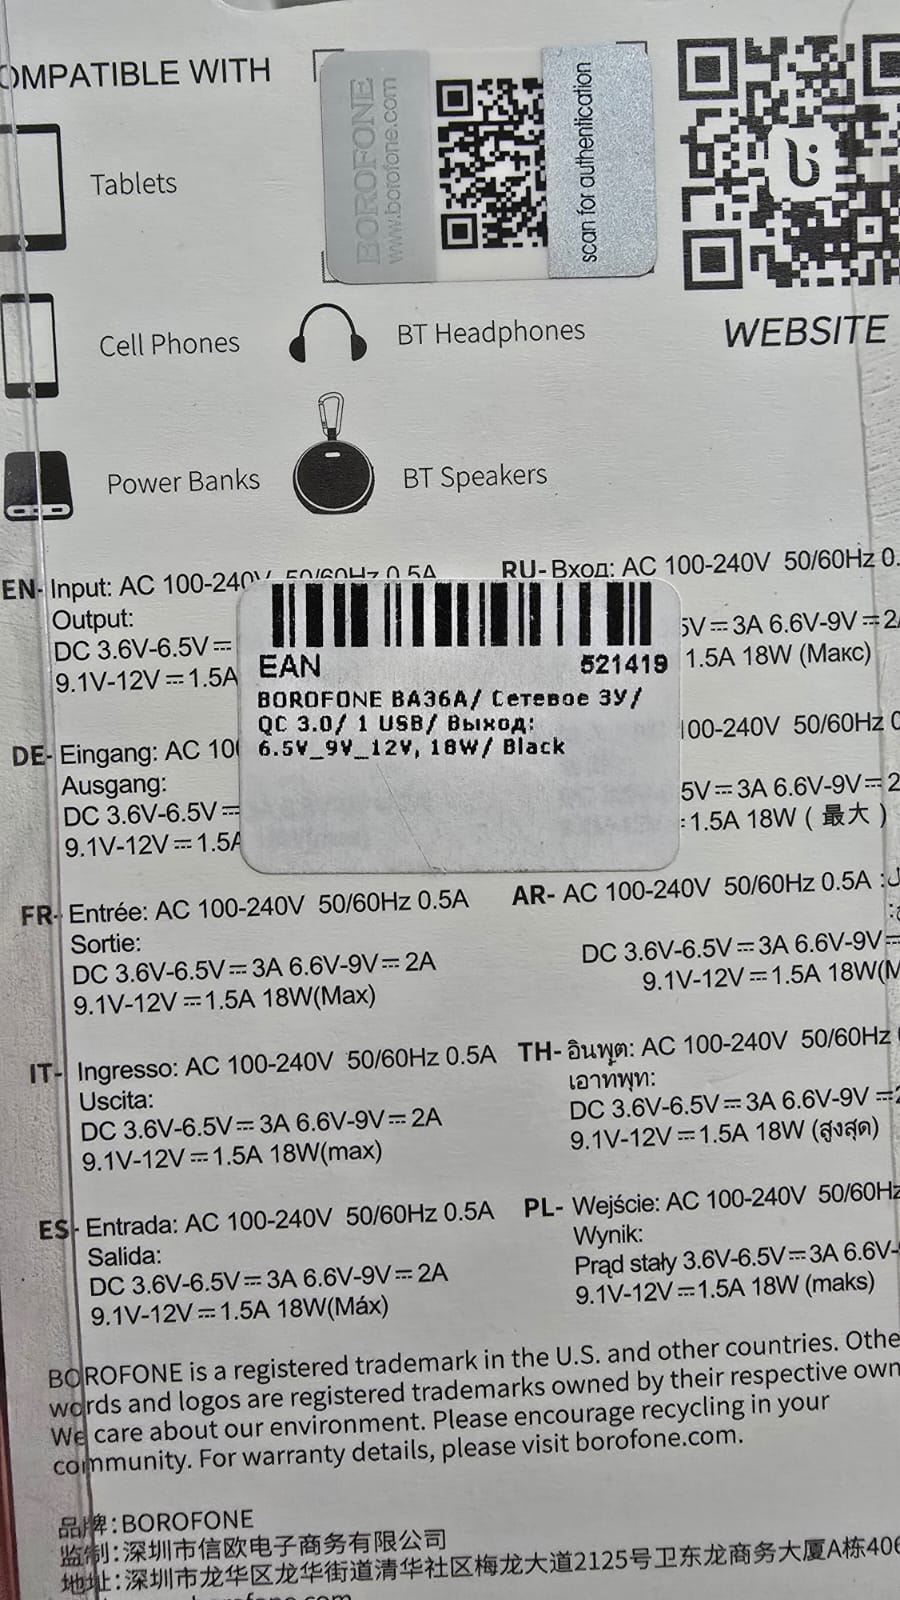 COMPATIBLE WITH
BOROFONE
www.borofone.com
scan for authentication
Tablets
Cell Phones
BT Headphones
WEBSITE
Power Banks
BT Speakers
EN- Input: AC 100-240V 50/60Hz 0.5A
Output:
DC 3.6V-6.5V⎓
9.1V-12V⎓1.5A
RU- Вход: AC 100-240V 50/60Hz 0.
5V⎓3A 6.6V-9V⎓2A
1.5A 18W (Макс)
EAN 521419
BOROFONE BA36A/ Сетевое ЗУ/
QC 3.0/ 1 USB/ Выход:
6.5V_9V_12V, 18W/ Black
DE- Eingang: AC 100
Ausgang:
DC 3.6V-6.5V⎓
9.1V-12V⎓1.5A
100-240V 50/60Hz 0
5V⎓3A 6.6V-9V⎓2
:1.5A 18W ( 最大 )
FR- Entrée: AC 100-240V 50/60Hz 0.5A
Sortie:
DC 3.6V-6.5V⎓3A 6.6V-9V⎓2A
9.1V-12V⎓1.5A 18W(Max)
AR- AC 100-240V 50/60Hz 0.5A :
DC 3.6V-6.5V⎓3A 6.6V-9V⎓
9.1V-12V⎓1.5A 18W(M
IT- Ingresso: AC 100-240V 50/60Hz 0.5A
Uscita:
DC 3.6V-6.5V⎓3A 6.6V-9V⎓2A
9.1V-12V⎓1.5A 18W(max)
TH- อินพุต: AC 100-240V 50/60Hz
เอาทพุท:
DC 3.6V-6.5V⎓3A 6.6V-9V⎓2
9.1V-12V⎓1.5A 18W (สูงสุด)
ES- Entrada: AC 100-240V 50/60Hz 0.5A
Salida:
DC 3.6V-6.5V⎓3A 6.6V-9V⎓2A
9.1V-12V⎓1.5A 18W(Máx)
PL- Wejście: AC 100-240V 50/60Hz
Wynik:
Prąd stały 3.6V-6.5V⎓3A 6.6V-
9.1V-12V⎓1.5A 18W (maks)
BOROFONE is a registered trademark in the U.S. and other countries. Othe
words and logos are registered trademarks owned by their respective own
We care about our environment. Please encourage recycling in your
community. For warranty details, please visit borofone.com.
品牌:BOROFONE
监制:深圳市信欧电子商务有限公司
地址:深圳市龙华区龙华街道清华社区梅龙大道2125号卫东龙商务大厦A栋406